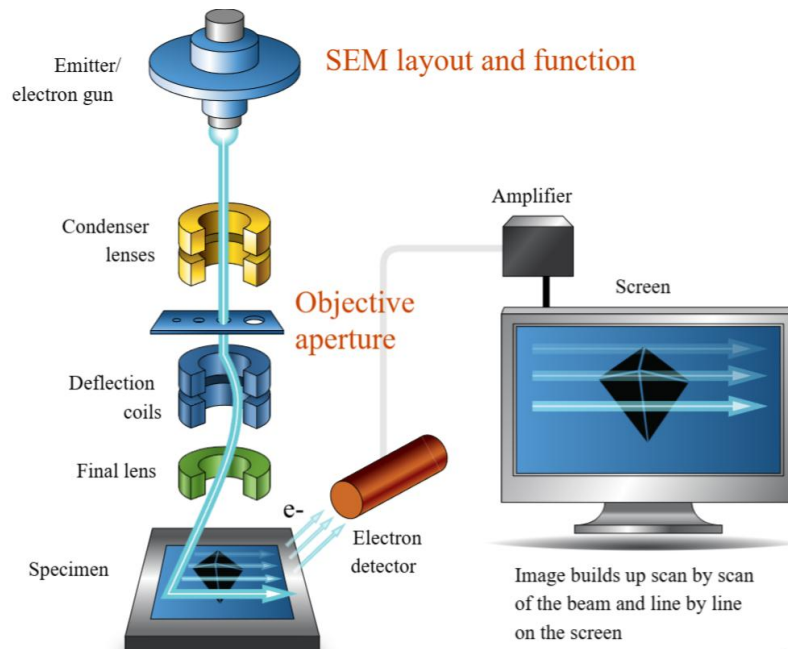 SEM layout and function
Emitter/
electron gun
Condenser
lenses
Objective
aperture
Deflection
coils
Final lens
e-
Electron
detector
Specimen
Amplifier
Screen
Image builds up scan by scan
of the beam and line by line
on the screen